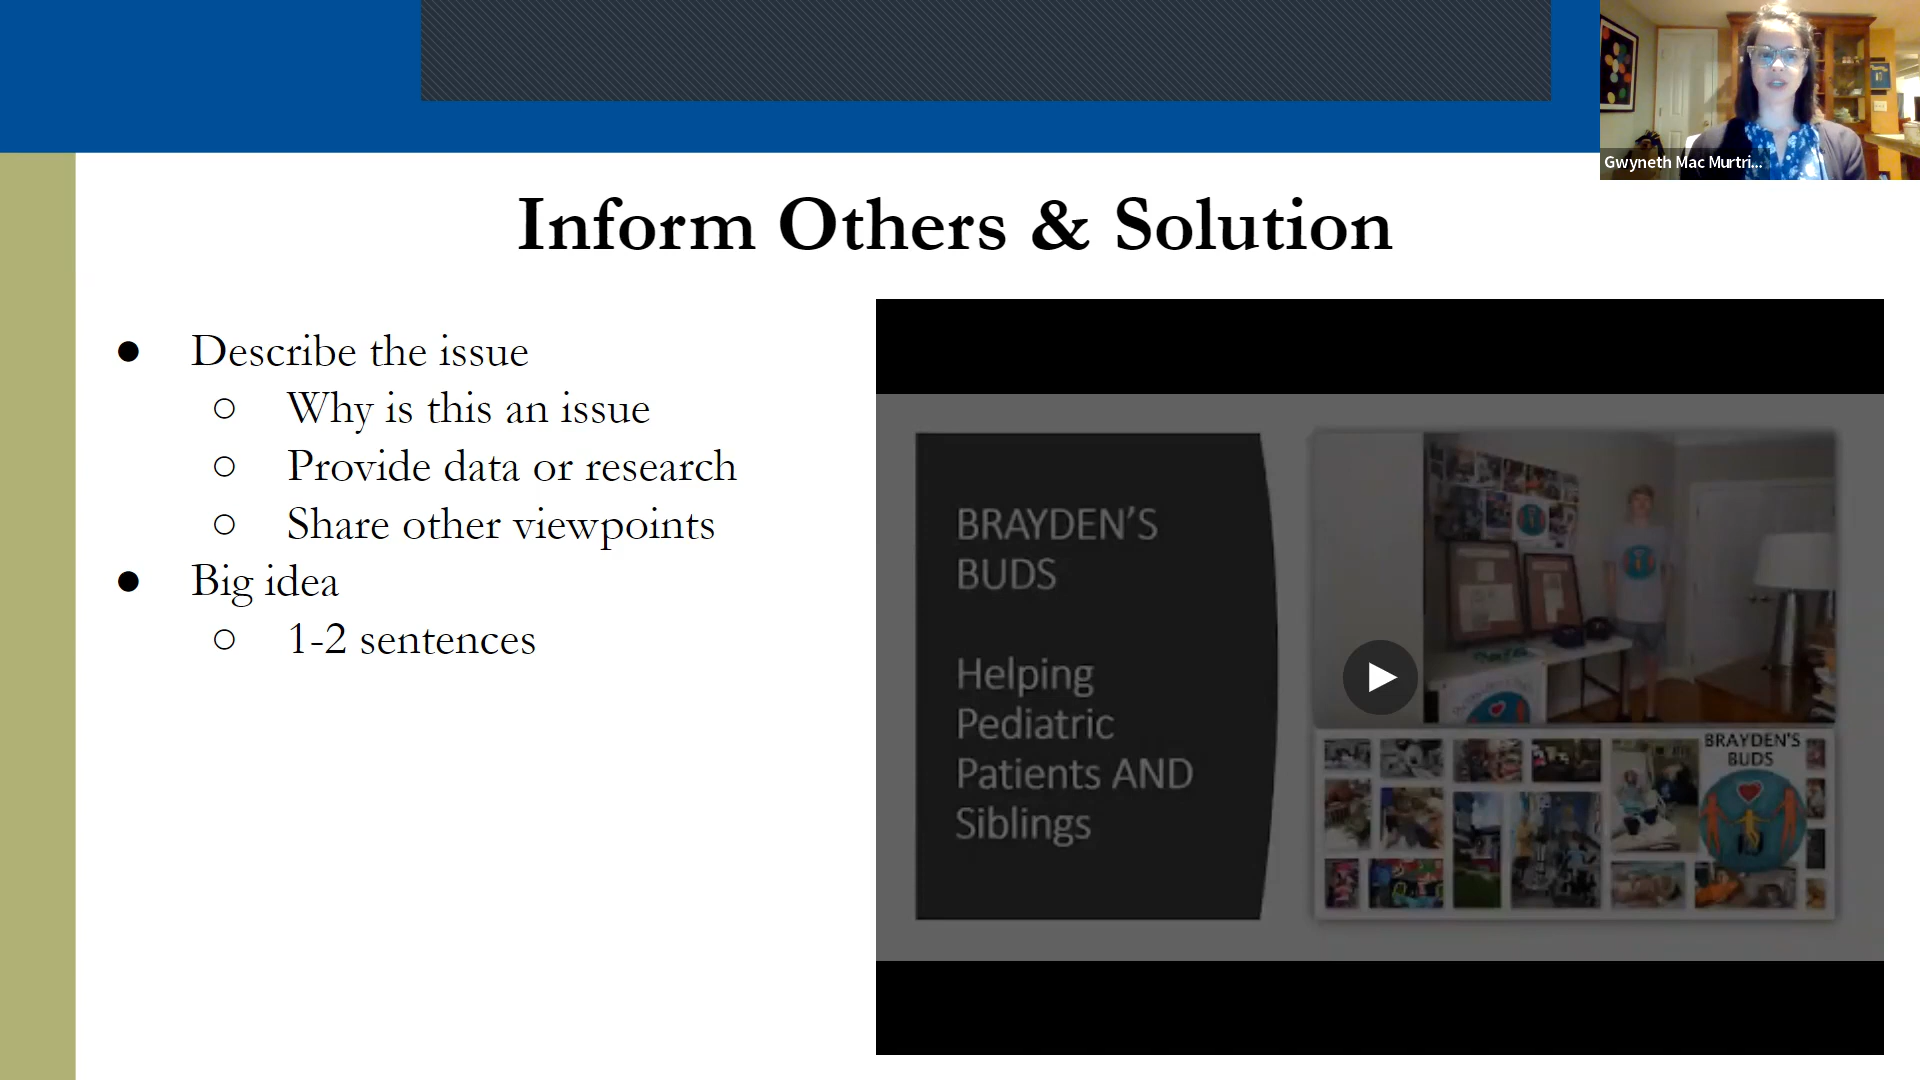 Gwyneth Mac Murtri...
Inform Others & Solution
● Describe the issue
○ Why is this an issue
○ Provide data or research
○ Share other viewpoints
● Big idea
○ 1-2 sentences
BRAYDEN'S
BUDS
Helping
Pediatric
Patients AND
Siblings
BRAYDEN'S
BUDS